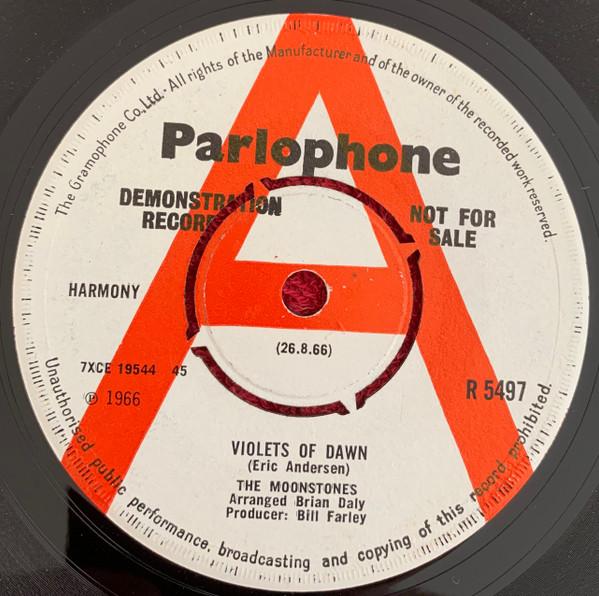 The Gramophone Co., Ltd. · All rights of the Manufacturer and of the owner of the recorded work reserved.
Parlophone
DEMONSTRATION
RECORD
NOT FOR
SALE
HARMONY
(26.8.66)
7XCE 19544 45
℗ 1966
R 5497
VIOLETS OF DAWN
(Eric Andersen)
THE MOONSTONES
Arranged Brian Daly
Producer: Bill Farley
Unauthorised public performance, broadcasting and copying of this record prohibited.
A